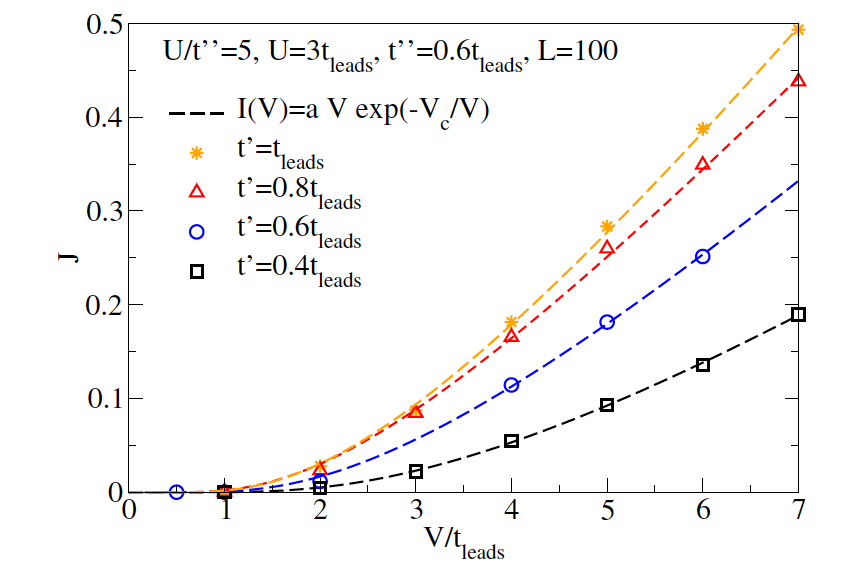 U/t’’=5, U=3t_leads, t’’=0.6t_leads, L=100
I(V)=a V exp(-V_c/V)
t’=t_leads
t’=0.8t_leads
t’=0.6t_leads
t’=0.4t_leads
J
0.5
0.4
0.3
0.2
0.1
0
0 1 2 3 4 5 6 7
V/t_leads